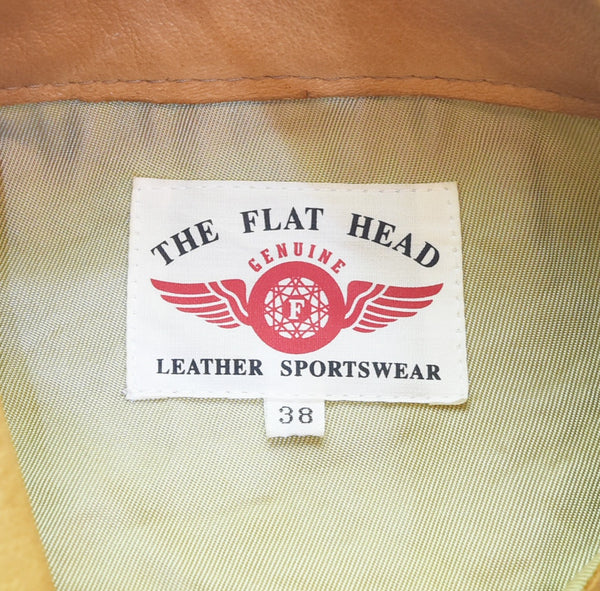 THE FLAT HEAD
GENUINE
F
LEATHER SPORTSWEAR
38